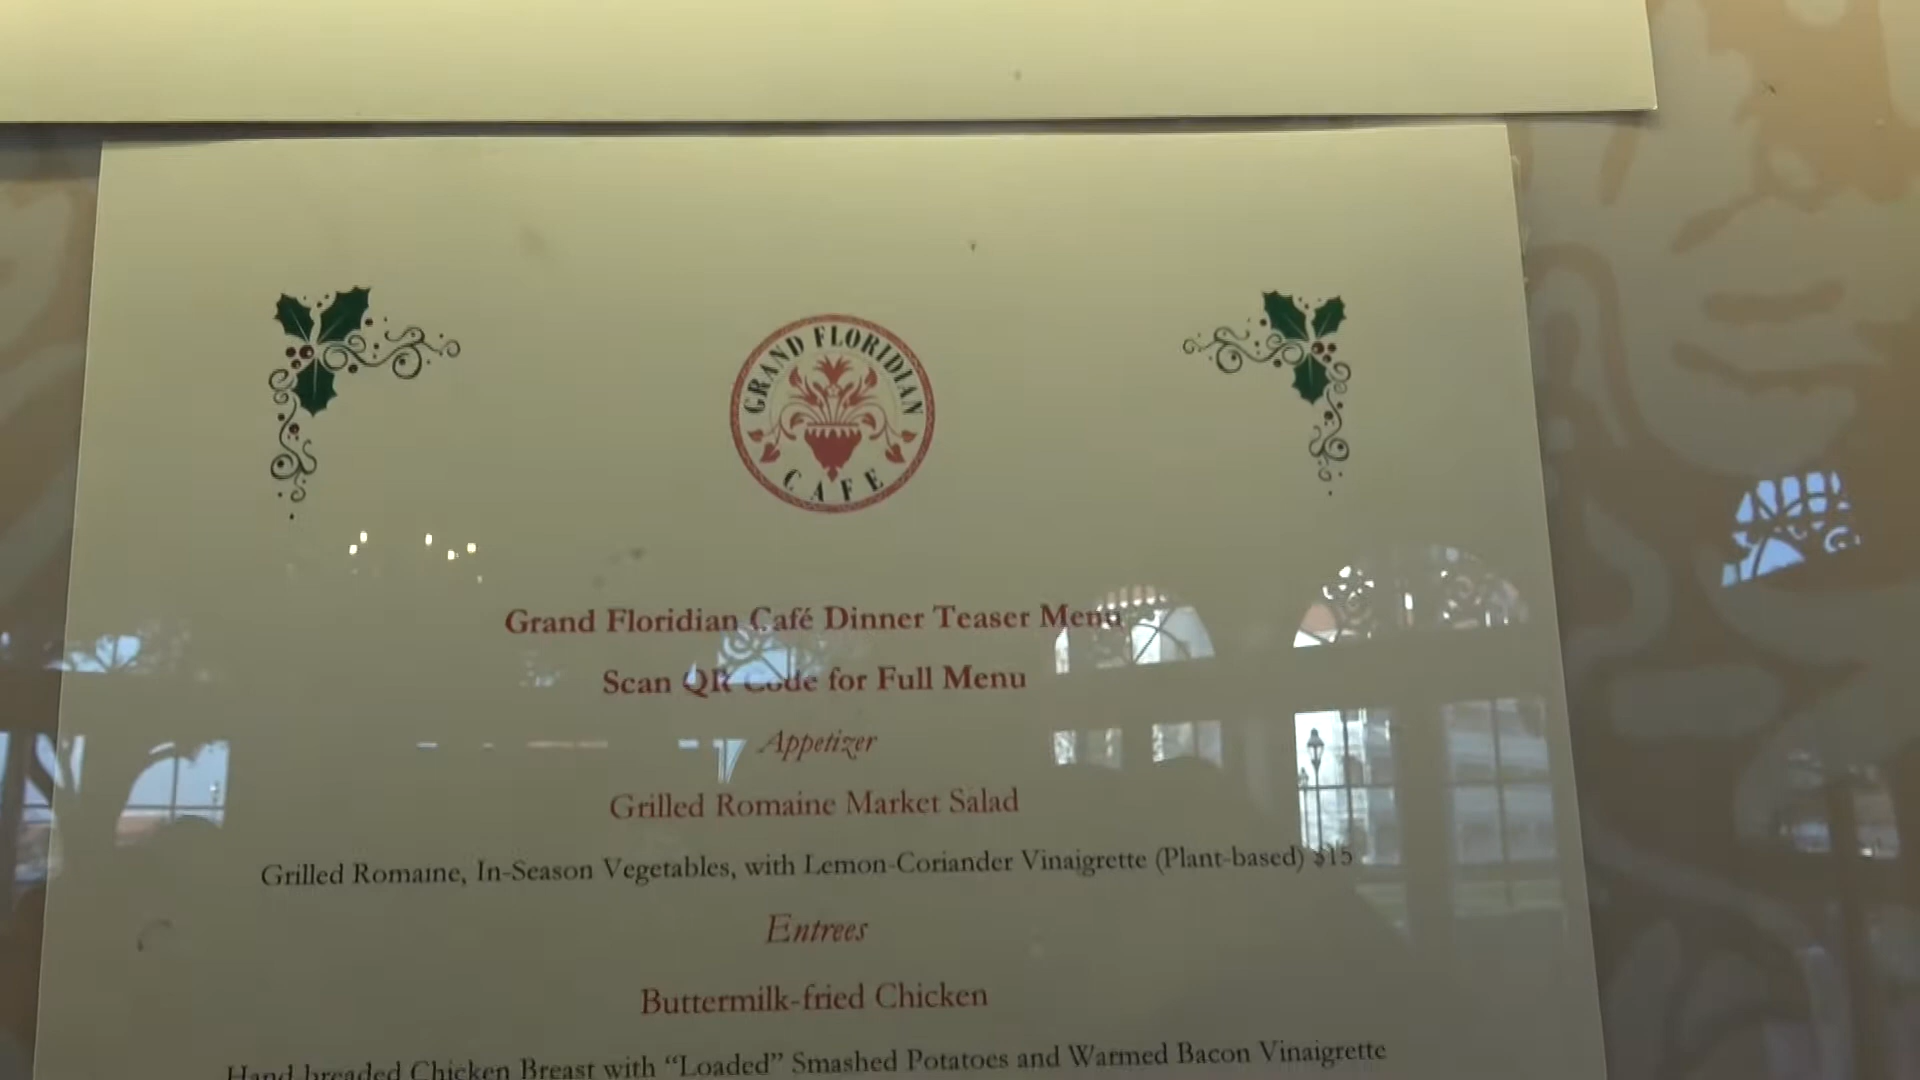 GRAND FLORIDIAN
CAFE
Grand Floridian Café Dinner Teaser Menu
Scan QR Code for Full Menu
Appetizer
Grilled Romaine Market Salad
Grilled Romaine, In-Season Vegetables, with Lemon-Coriander Vinaigrette (Plant-based) $15
Entrees
Buttermilk-fried Chicken
Hand-breaded Chicken Breast with “Loaded” Smashed Potatoes and Warmed Bacon Vinaigrette